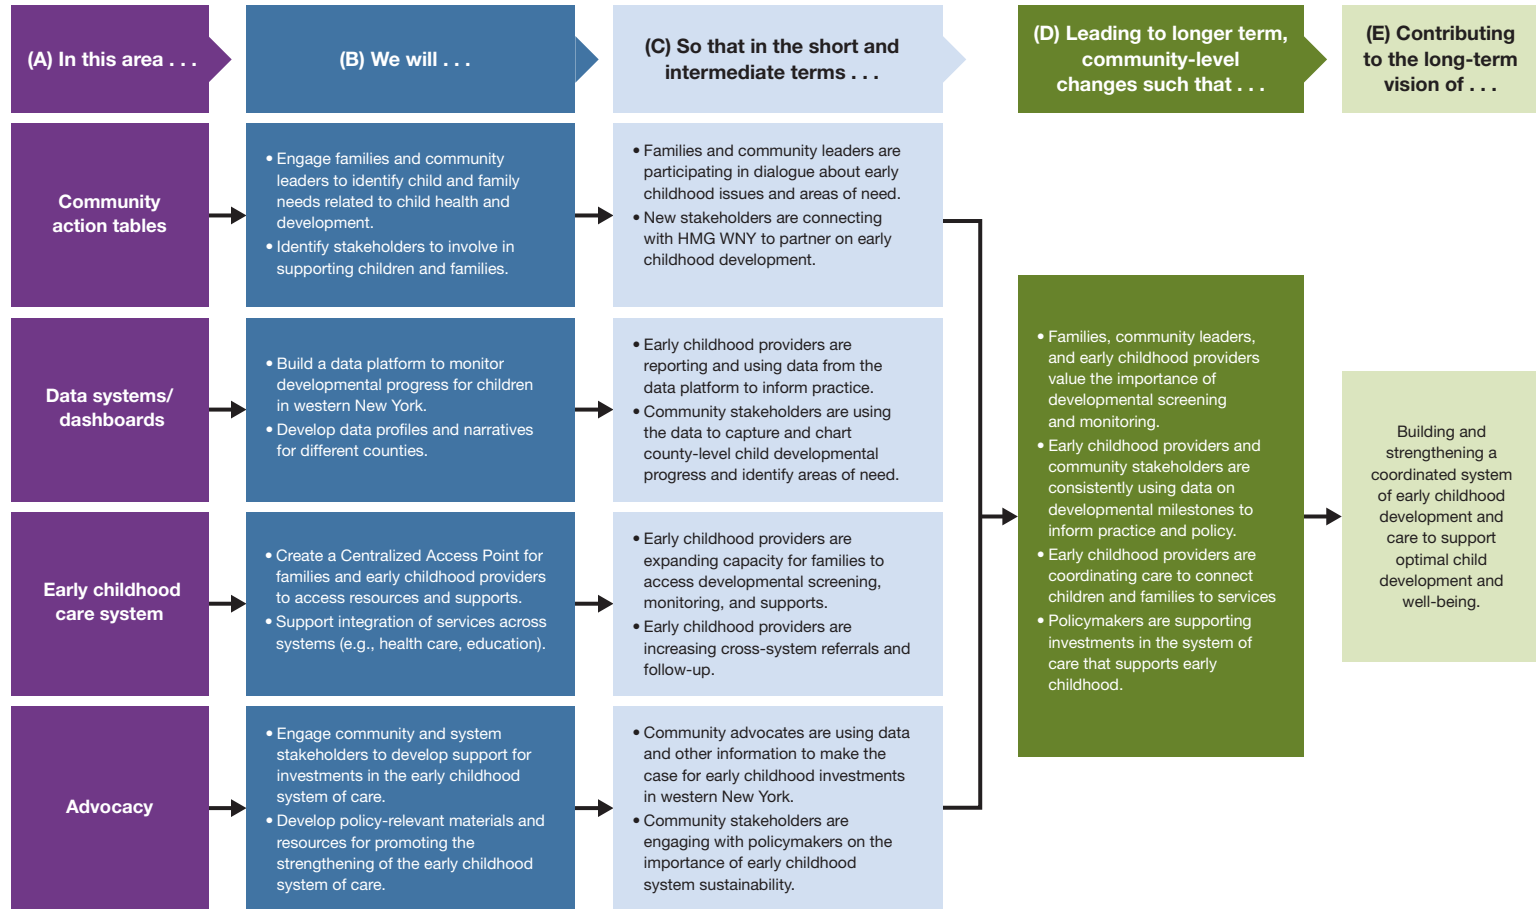 (A) In this area . . .
(B) We will . . .
(C) So that in the short and
intermediate terms . . .
(D) Leading to longer term,
community-level
changes such that . . .
(E) Contributing
to the long-term
vision of . . .
Community
action tables
• Engage families and community
leaders to identify child and family
needs related to child health and
development.
• Identify stakeholders to involve in
supporting children and families.
• Families and community leaders are
participating in dialogue about early
childhood issues and areas of need.
• New stakeholders are connecting
with HMG WNY to partner on early
childhood development.
Data systems/
dashboards
• Build a data platform to monitor
developmental progress for children
in western New York.
• Develop data profiles and narratives
for different counties.
• Early childhood providers are
reporting and using data from the
data platform to inform practice.
• Community stakeholders are using
the data to capture and chart
county-level child developmental
progress and identify areas of need.
Early childhood
care system
• Create a Centralized Access Point for
families and early childhood providers
to access resources and supports.
• Support integration of services across
systems (e.g., health care, education).
• Early childhood providers are
expanding capacity for families to
access developmental screening,
monitoring, and supports.
• Early childhood providers are
increasing cross-system referrals and
follow-up.
Advocacy
• Engage community and system
stakeholders to develop support for
investments in the early childhood
system of care.
• Develop policy-relevant materials and
resources for promoting the
strengthening of the early childhood
system of care.
• Community advocates are using data
and other information to make the
case for early childhood investments
in western New York.
• Community stakeholders are
engaging with policymakers on the
importance of early childhood
system sustainability.
• Families, community leaders,
and early childhood providers
value the importance of
developmental screening
and monitoring.
• Early childhood providers and
community stakeholders are
consistently using data on
developmental milestones to
inform practice and policy.
• Early childhood providers are
coordinating care to connect
children and families to services
• Policymakers are supporting
investments in the system of
care that supports early
childhood.
Building and
strengthening a
coordinated system
of early childhood
development and
care to support
optimal child
development and
well-being.